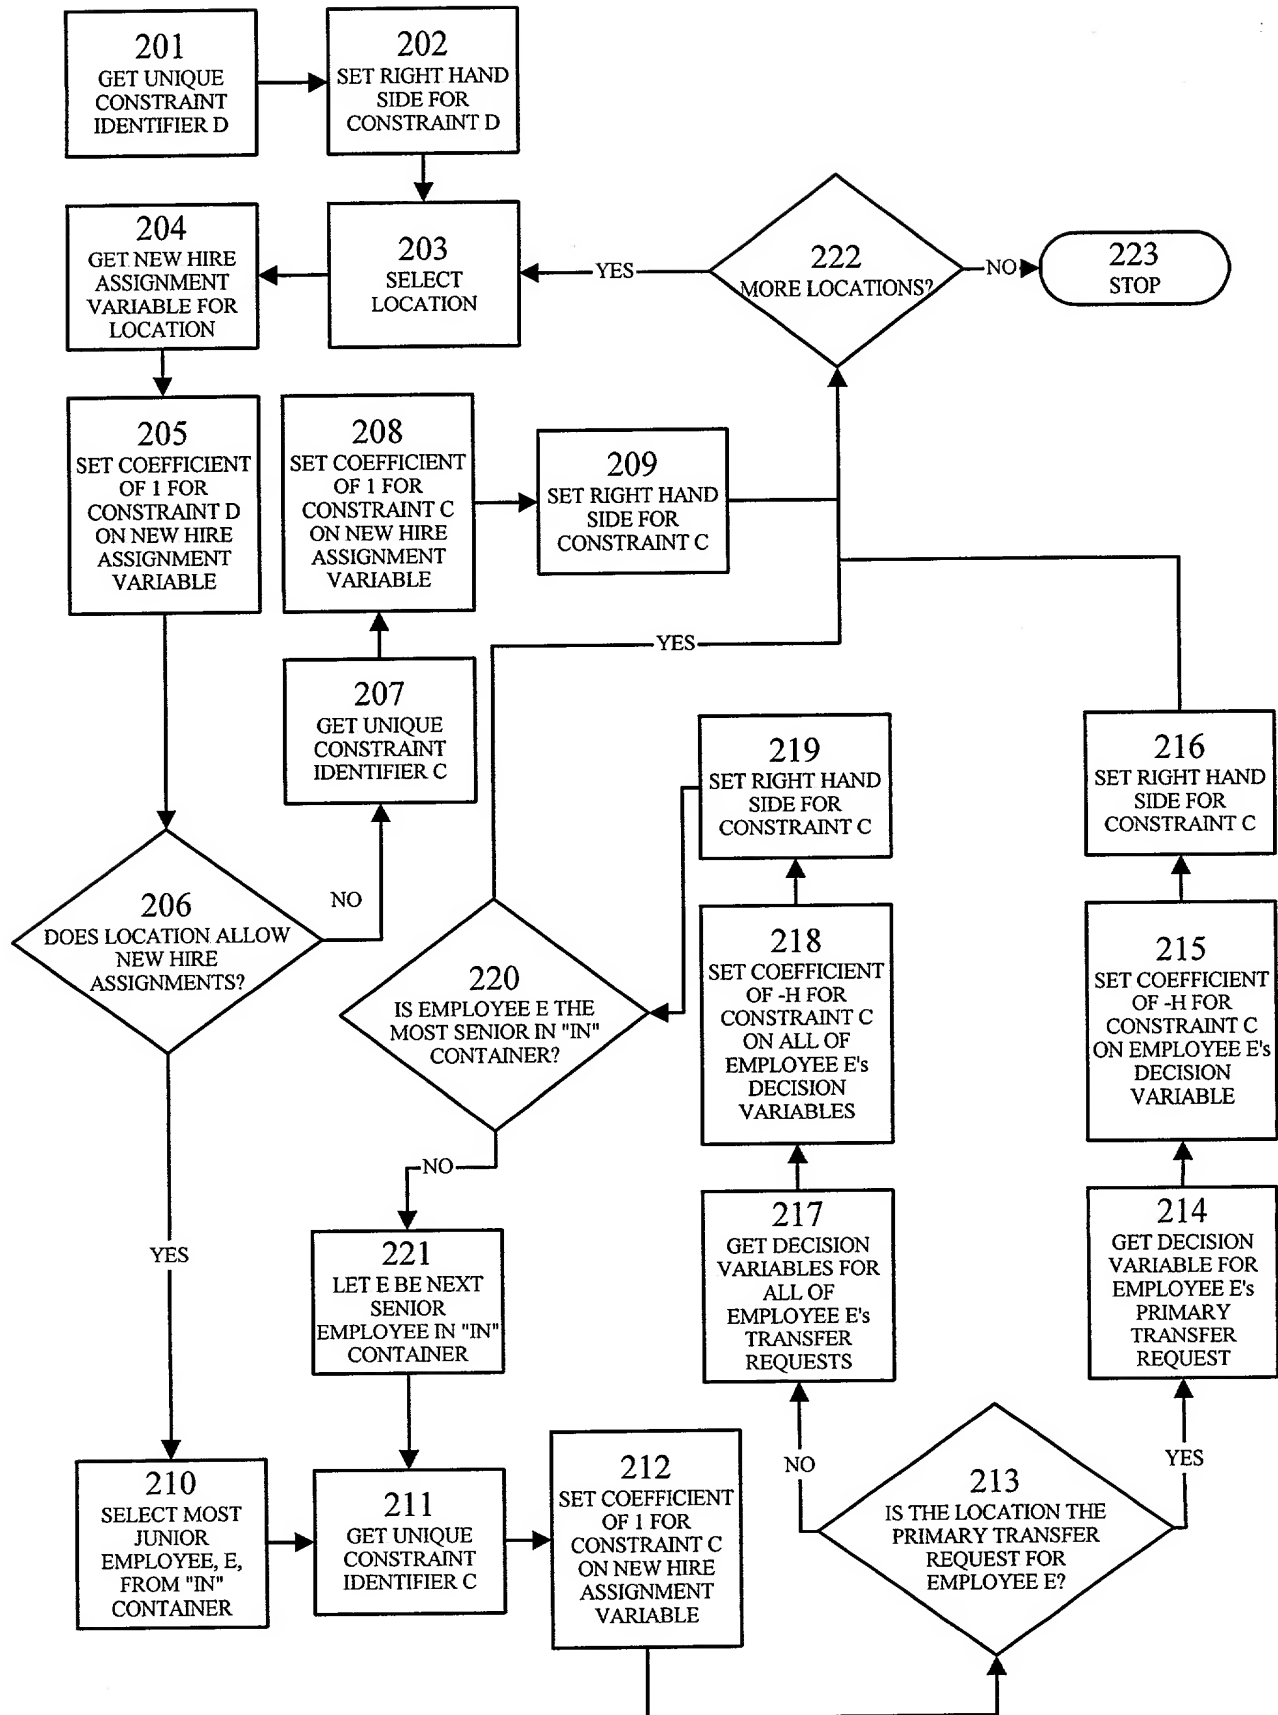 201
GET UNIQUE
CONSTRAINT
IDENTIFIER D
202
SET RIGHT HAND
SIDE FOR
CONSTRAINT D
204
GET NEW HIRE
ASSIGNMENT
VARIABLE FOR
LOCATION
203
SELECT
LOCATION
YES
222
MORE LOCATIONS?
NO
223
STOP
205
SET COEFFICIENT
OF 1 FOR
CONSTRAINT D
ON NEW HIRE
ASSIGNMENT
VARIABLE
208
SET COEFFICIENT
OF 1 FOR
CONSTRAINT C
ON NEW HIRE
ASSIGNMENT
VARIABLE
209
SET RIGHT HAND
SIDE FOR
CONSTRAINT C
YES
207
GET UNIQUE
CONSTRAINT
IDENTIFIER C
219
SET RIGHT HAND
SIDE FOR
CONSTRAINT C
216
SET RIGHT HAND
SIDE FOR
CONSTRAINT C
206
DOES LOCATION ALLOW
NEW HIRE
ASSIGNMENTS?
NO
220
IS EMPLOYEE E THE
MOST SENIOR IN "IN"
CONTAINER?
218
SET COEFFICIENT
OF -H FOR
CONSTRAINT C
ON ALL OF
EMPLOYEE E's
DECISION
VARIABLES
215
SET COEFFICIENT
OF -H FOR
CONSTRAINT C
ON EMPLOYEE E's
DECISION
VARIABLE
NO
YES
221
LET E BE NEXT
SENIOR
EMPLOYEE IN "IN"
CONTAINER
217
GET DECISION
VARIABLES FOR
ALL OF
EMPLOYEE E's
TRANSFER
REQUESTS
214
GET DECISION
VARIABLE FOR
EMPLOYEE E's
PRIMARY
TRANSFER
REQUEST
210
SELECT MOST
JUNIOR
EMPLOYEE, E,
FROM "IN"
CONTAINER
211
GET UNIQUE
CONSTRAINT
IDENTIFIER C
212
SET COEFFICIENT
OF 1 FOR
CONSTRAINT C
ON NEW HIRE
ASSIGNMENT
VARIABLE
NO
213
IS THE LOCATION THE
PRIMARY TRANSFER
REQUEST FOR
EMPLOYEE E?
YES